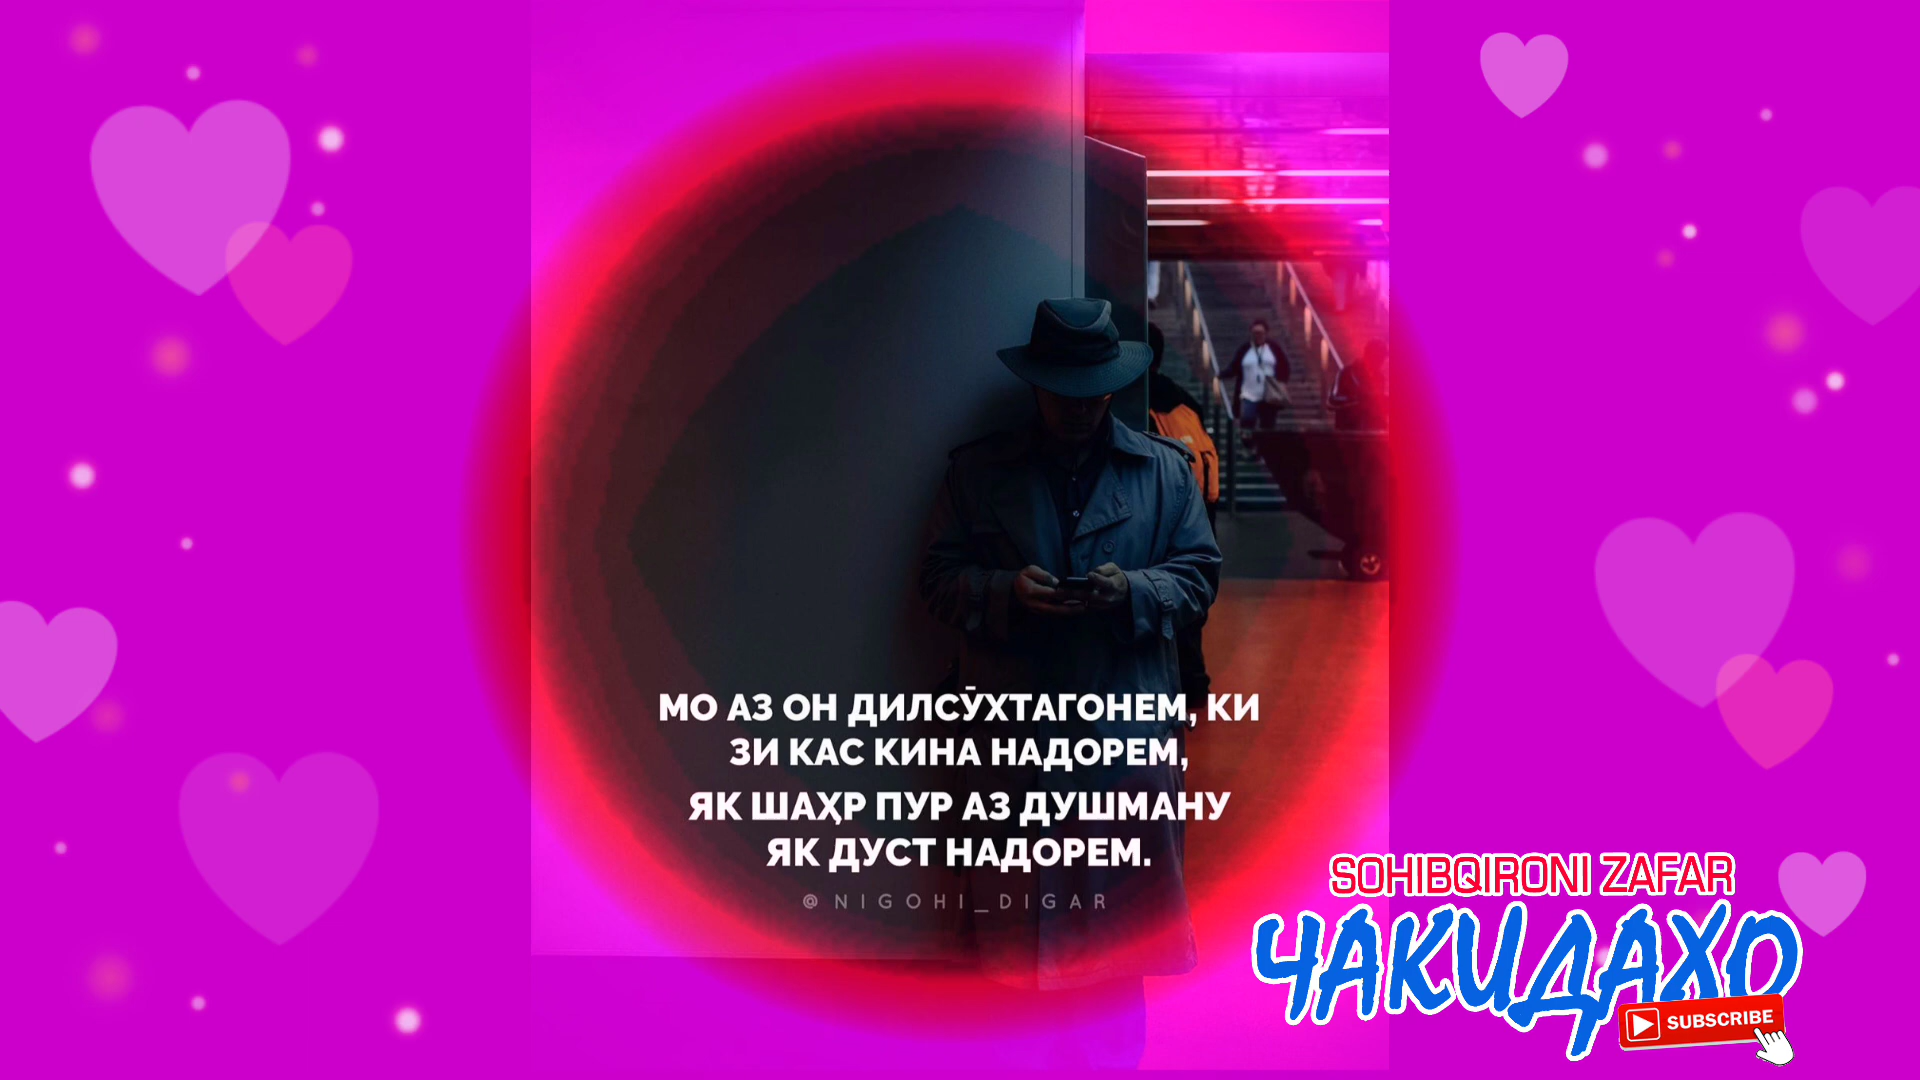 МО АЗ ОН ДИЛСӮХТАГОНЕМ, КИ
ЗИ КАС КИНА НАДОРЕМ,
ЯК ШАҲР ПУР АЗ ДУШМАНУ
ЯК ДУСТ НАДОРЕМ.
@NIGOHI_DIGAR
SOHIBQIRONI ZAFAR
ЧАКИДАХО
SUBSCRIBE